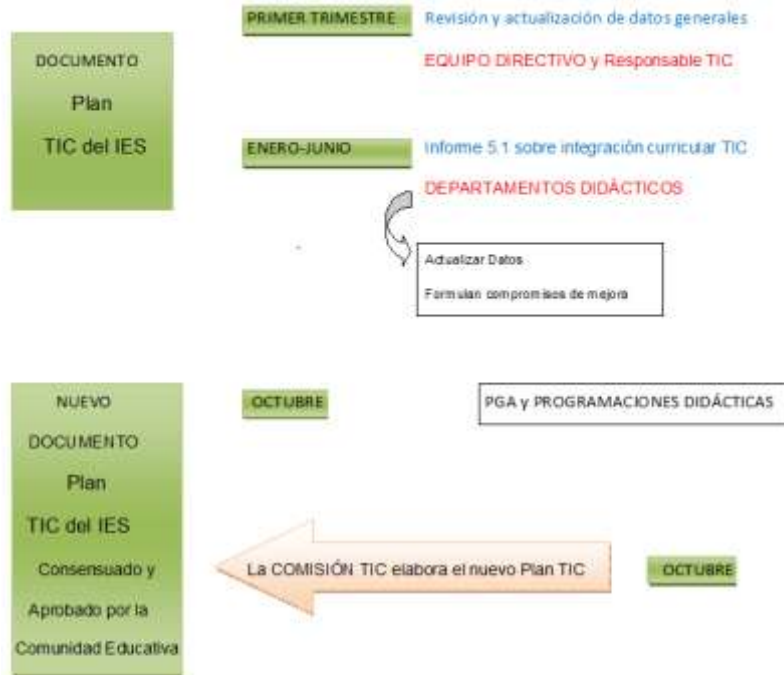 DOCUMENTO
Plan
TIC del IES
PRIMER TRIMESTRE
Revisión y actualización de datos generales
EQUIPO DIRECTIVO y Responsable TIC
ENERO-JUNIO
Informe 5.1 sobre integración curricular TIC
DEPARTAMENTOS DIDÁCTICOS
Actualizar Datos
Formulan compromisos de mejora
NUEVO
DOCUMENTO
Plan
TIC del IES
Consensuado y
Aprobado por la
Comunidad Educativa
OCTUBRE
PGA y PROGRAMACIONES DIDÁCTICAS
La COMISIÓN TIC elabora el nuevo Plan TIC
OCTUBRE